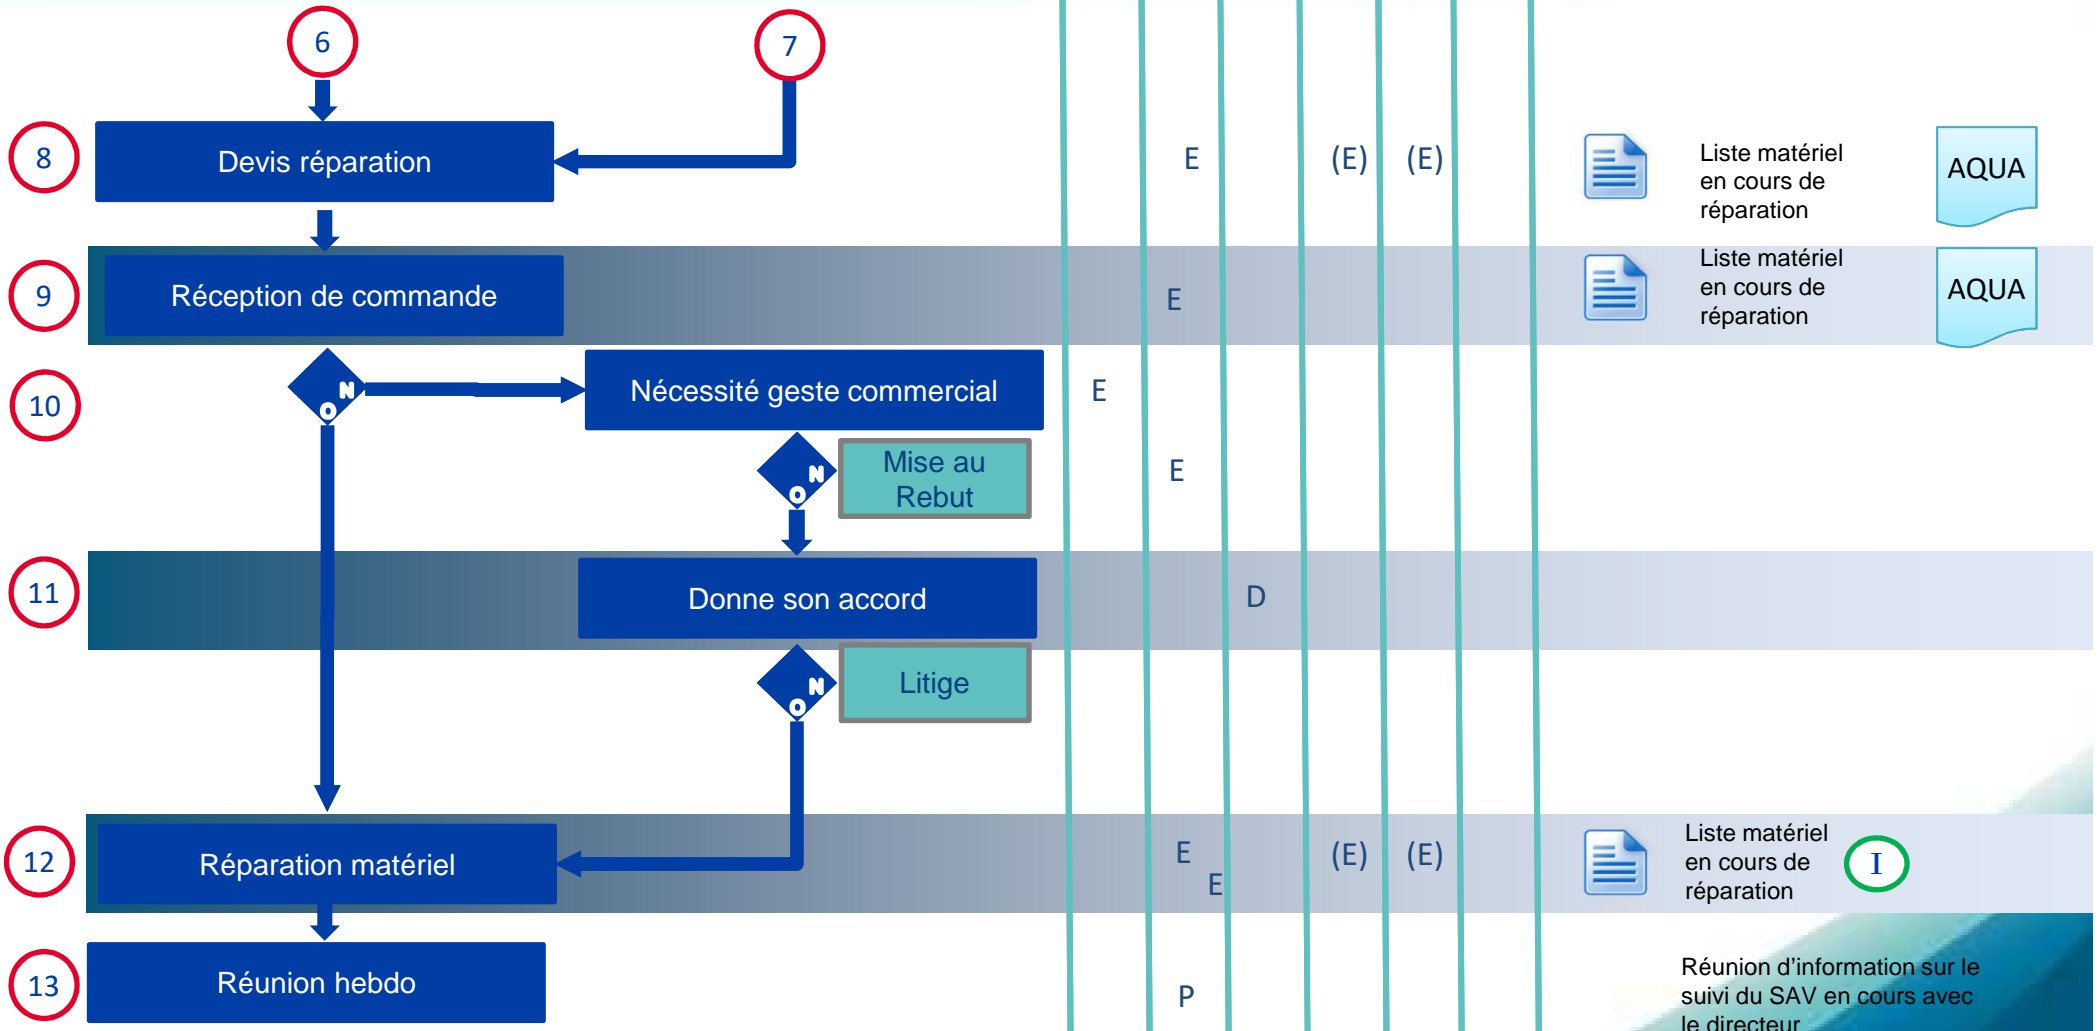 6
7
8
Devis réparation
E
(E)
(E)
Liste matériel
en cours de
réparation
AQUA
9
Réception de commande
E
Liste matériel
en cours de
réparation
AQUA
10
N
O
Nécessité geste commercial
E
N
O
Mise au
Rebut
E
11
Donne son accord
D
N
O
Litige
12
Réparation matériel
E
E
(E)
(E)
Liste matériel
en cours de
réparation
I
13
Réunion hebdo
P
Réunion d'information sur le
suivi du SAV en cours avec
le directeur